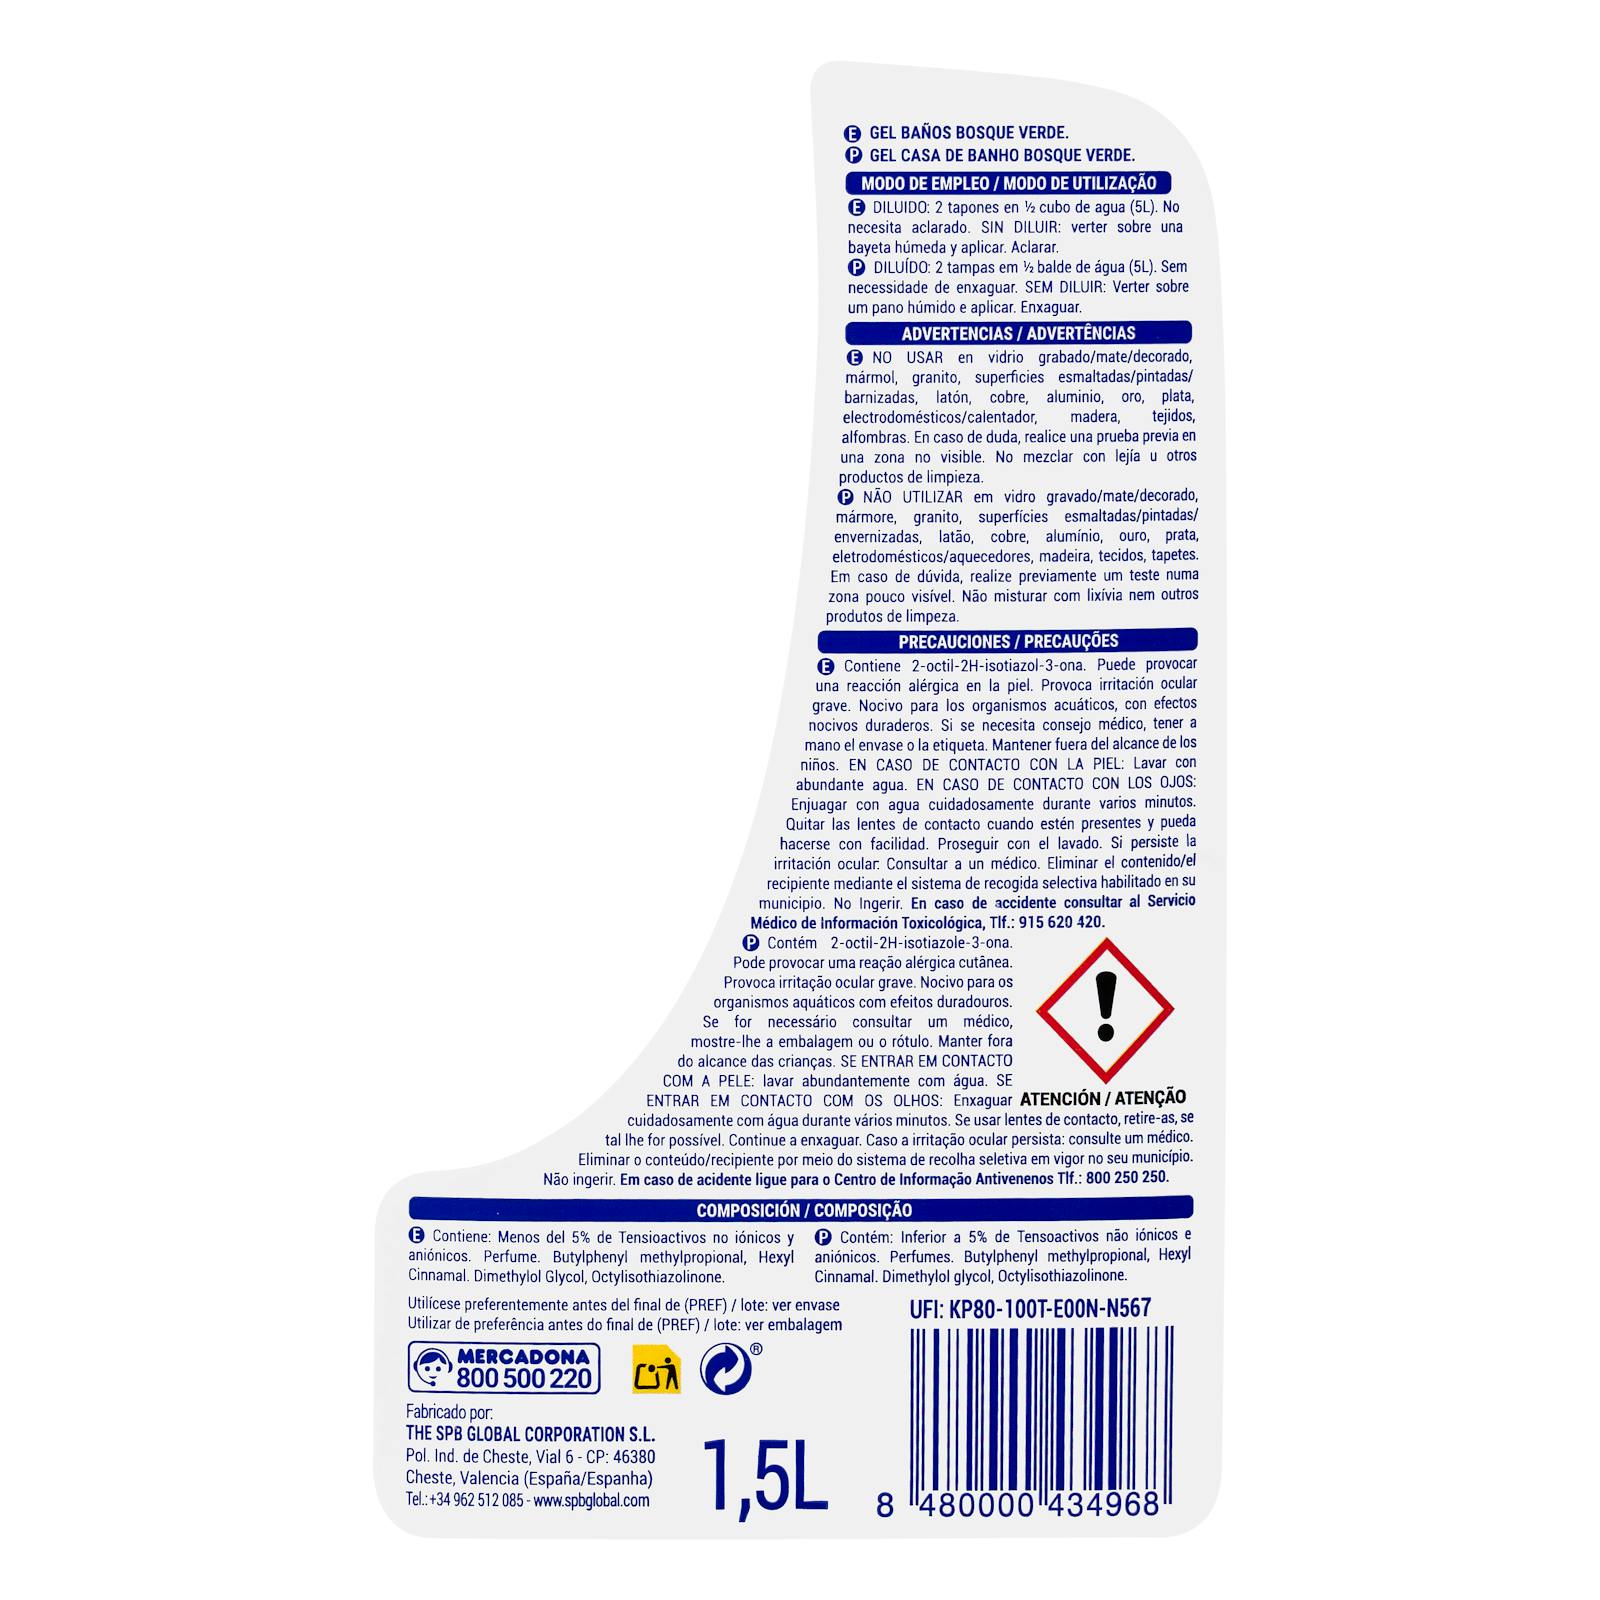 E GEL BAÑOS BOSQUE VERDE.
P GEL CASA DE BANHO BOSQUE VERDE.
MODO DE EMPLEO / MODO DE UTILIZAÇÃO
E DILUIDO: 2 tapones en ½ cubo de agua (5L). No
necesita aclarado. SIN DILUIR: verter sobre una
bayeta húmeda y aplicar. Aclarar.
P DILUÍDO: 2 tampas em ½ balde de água (5L). Sem
necessidade de enxaguar. SEM DILUIR: Verter sobre
um pano húmido e aplicar. Enxaguar.
ADVERTENCIAS / ADVERTÊNCIAS
E NO USAR en vidrio grabado/mate/decorado,
mármol, granito, superficies esmaltadas/pintadas/
barnizadas, latón, cobre, aluminio, oro, plata,
electrodomésticos/calentador, madera, tejidos,
alfombras. En caso de duda, realice una prueba previa en
una zona no visible. No mezclar con lejía u otros
productos de limpieza.
P NÃO UTILIZAR em vidro gravado/mate/decorado,
mármore, granito, superfícies esmaltadas/pintadas/
envernizadas, latão, cobre, alumínio, ouro, prata,
eletrodomésticos/aquecedores, madeira, tecidos, tapetes.
Em caso de dúvida, realize previamente um teste numa
zona pouco visível. Não misturar com lixívia nem outros
produtos de limpeza.
PRECAUCIONES / PRECAUÇÕES
E Contiene 2-octil-2H-isotiazol-3-ona. Puede provocar
una reacción alérgica en la piel. Provoca irritación ocular
grave. Nocivo para los organismos acuáticos, con efectos
nocivos duraderos. Si se necesita consejo médico, tener a
mano el envase o la etiqueta. Mantener fuera del alcance de los
niños. EN CASO DE CONTACTO CON LA PIEL: Lavar con
abundante agua. EN CASO DE CONTACTO CON LOS OJOS:
Enjuagar con agua cuidadosamente durante varios minutos.
Quitar las lentes de contacto cuando estén presentes y pueda
hacerse con facilidad. Proseguir con el lavado. Si persiste la
irritación ocular: Consultar a un médico. Eliminar el contenido/el
recipiente mediante el sistema de recogida selectiva habilitado en su
municipio. No Ingerir. En caso de accidente consultar al Servicio
Médico de Información Toxicológica, Tlf.: 915 620 420.
P Contém 2-octil-2H-isotiazole-3-ona.
Pode provocar uma reação alérgica cutânea.
Provoca irritação ocular grave. Nocivo para os
organismos aquáticos com efeitos duradouros.
Se for necessário consultar um médico,
mostre-lhe a embalagem ou o rótulo. Manter fora
do alcance das crianças. SE ENTRAR EM CONTACTO
COM A PELE: lavar abundantemente com água. SE
ENTRAR EM CONTACTO COM OS OLHOS: Enxaguar
ATENCIÓN / ATENÇÃO
cuidadosamente com água durante vários minutos. Se usar lentes de contacto, retire-as, se
tal lhe for possível. Continue a enxaguar. Caso a irritação ocular persista: consulte um médico.
Eliminar o conteúdo/recipiente por meio do sistema de recolha seletiva em vigor no seu município.
Não ingerir. Em caso de acidente ligue para o Centro de Informação Antivenenos Tlf.: 800 250 250.
COMPOSICIÓN / COMPOSIÇÃO
E Contiene: Menos del 5% de Tensioactivos no iónicos y
aniónicos. Perfume. Butylphenyl methylpropional, Hexyl
Cinnamal. Dimethylol Glycol, Octylisothiazolinone.
P Contém: Inferior a 5% de Tensoactivos não iónicos e
aniónicos. Perfumes. Butylphenyl methylpropional, Hexyl
Cinnamal. Dimethylol glycol, Octylisothiazolinone.
Utilícese preferentemente antes del final de (PREF) / lote: ver envase
Utilizar de preferência antes do final de (PREF) / lote: ver embalagem
UFI: KP80-100T-E00N-N567
MERCADONA
800 500 220
®
Fabricado por:
THE SPB GLOBAL CORPORATION S.L.
Pol. Ind. de Cheste, Vial 6 - CP: 46380
Cheste, Valencia (España/Espanha)
Tel.:+34 962 512 085 - www.spbglobal.com
1,5L
8 480000 434968